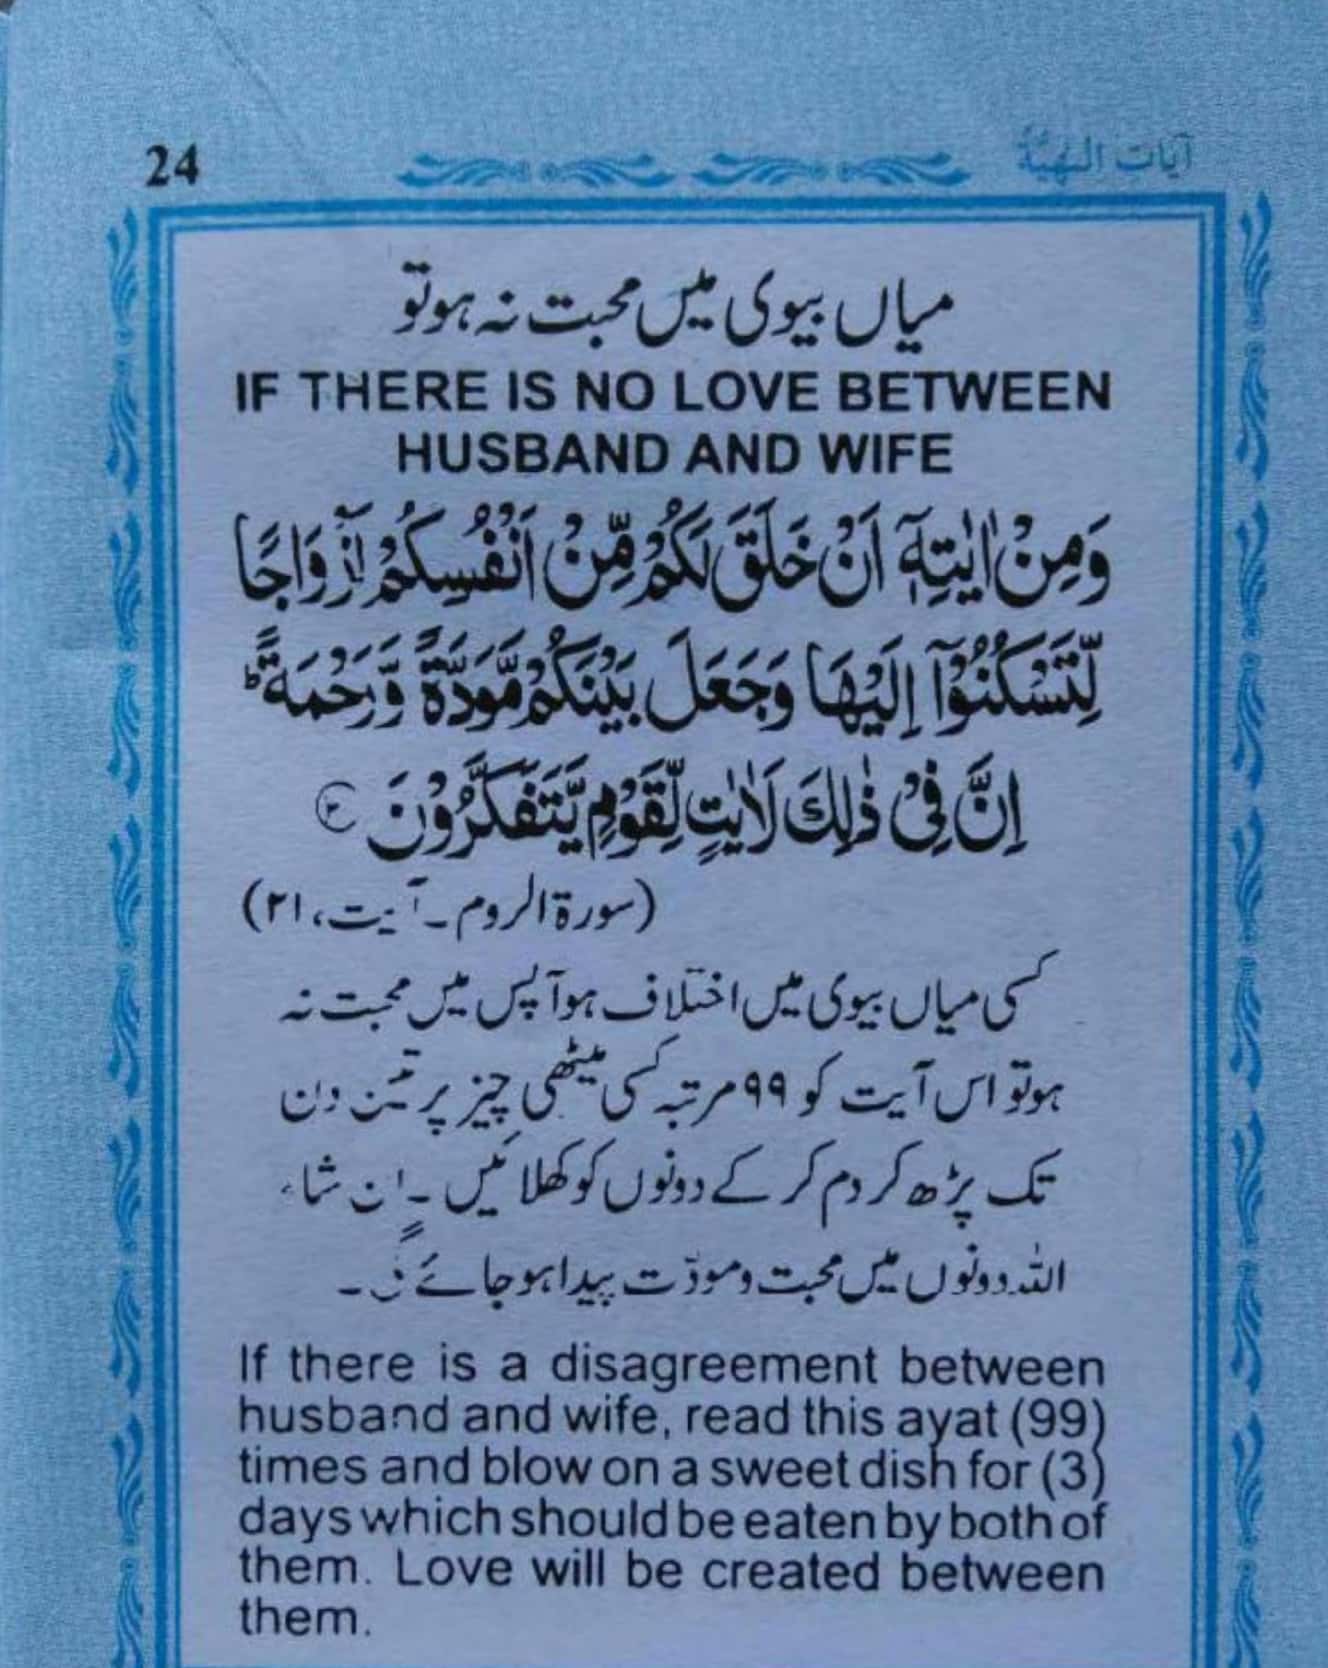 24
آیات الٰہیہ
میاں بیوی میں محبت نہ ہو تو
IF THERE IS NO LOVE BETWEEN
HUSBAND AND WIFE
وَمِنْ اٰیٰتِهٖۤ اَنْ خَلَقَ لَكُمْ مِّنْ اَنْفُسِكُمْ اَزْوَاجًا
لِّتَسْكُنُوْۤا اِلَیْهَا وَجَعَلَ بَیْنَكُمْ مَّوَدَّةً وَّرَحْمَةً ؕ
اِنَّ فِیْ ذٰلِكَ لَاٰیٰتٍ لِّقَوْمٍ یَّتَفَكَّرُوْنَ
(سورۃ الروم ۔ آیت، ۲۱)
کسی میاں بیوی میں اختلاف ہو آپس میں محبت نہ
ہو تو اس آیت کو ۹۹ مرتبہ کسی میٹھی چیز پر تین دن
تک پڑھ کر دم کر کے دونوں کو کھلائیں ۔ اِن شاء
اللہ دونوں میں محبت و مودّت پیدا ہو جائے گی ۔
If there is a disagreement between
husband and wife, read this ayat (99)
times and blow on a sweet dish for (3)
days which should be eaten by both of
them. Love will be created between
them.